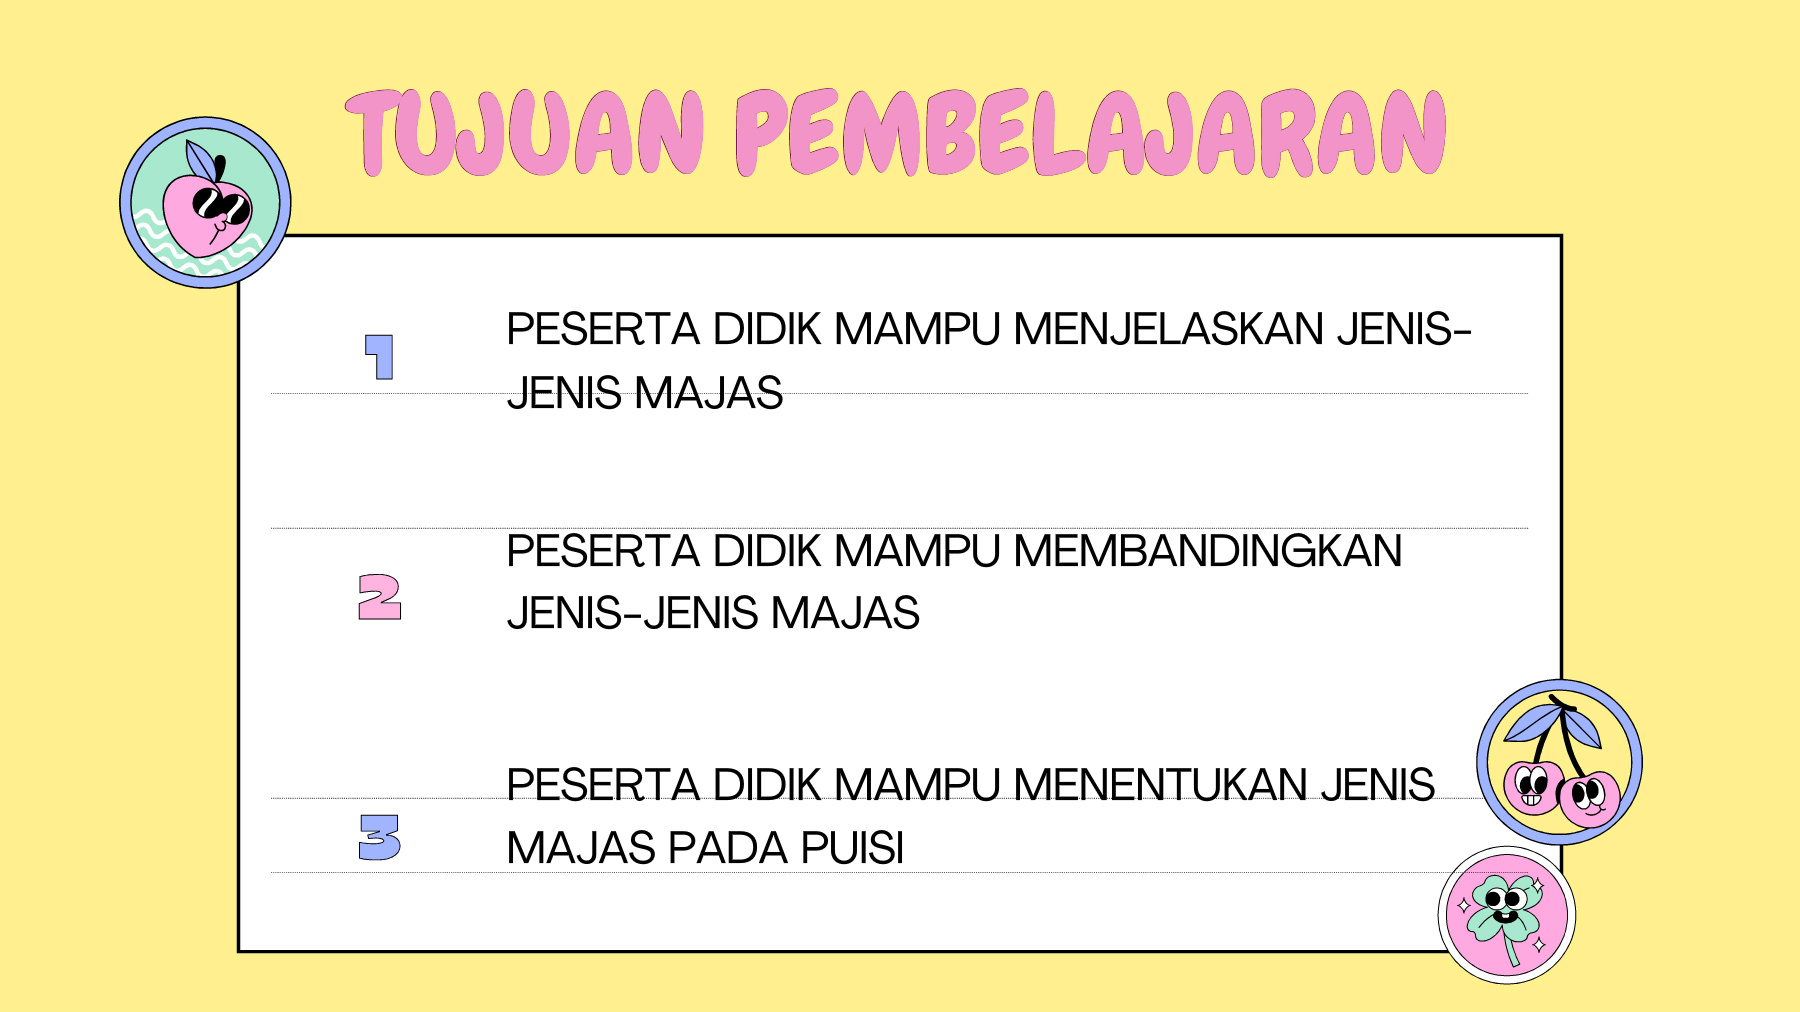 TUJUAN PEMBELAJARAN
1
PESERTA DIDIK MAMPU MENJELASKAN JENIS-
JENIS MAJAS
2
PESERTA DIDIK MAMPU MEMBANDINGKAN
JENIS-JENIS MAJAS
3
PESERTA DIDIK MAMPU MENENTUKAN JENIS
MAJAS PADA PUISI